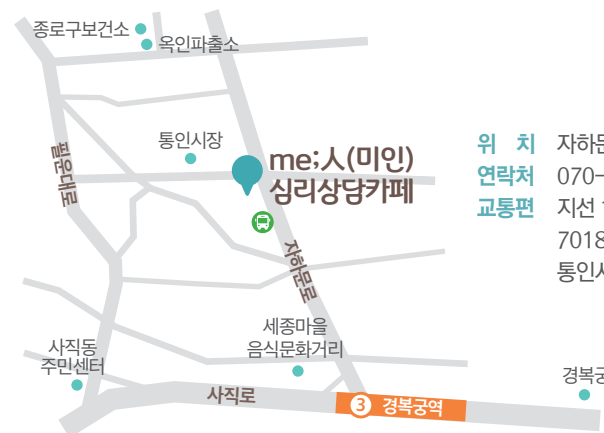 종로구보건소
옥인파출소
통인시장
필운대로
me;人(미인)
심리상담카페
자하문로
세종마을
음식문화거리
사직동
주민센터
사직로
3 경복궁역
위 치 자하문
연락처 070-
교통편 지선 1
7018
통인시
경복궁